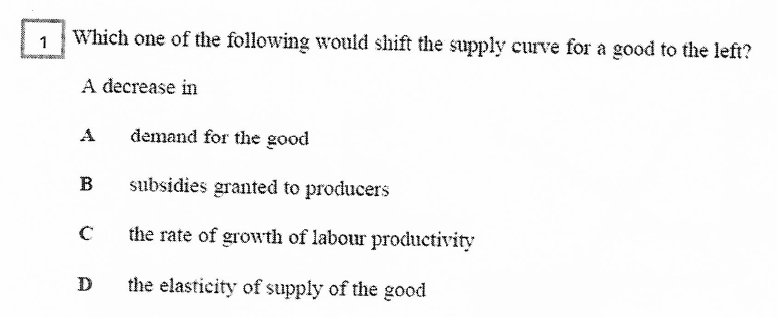 1 Which one of the following would shift the supply curve for a good to the left?
A decrease in
A demand for the good
B subsidies granted to producers
C the rate of growth of labour productivity
D the elasticity of supply of the good